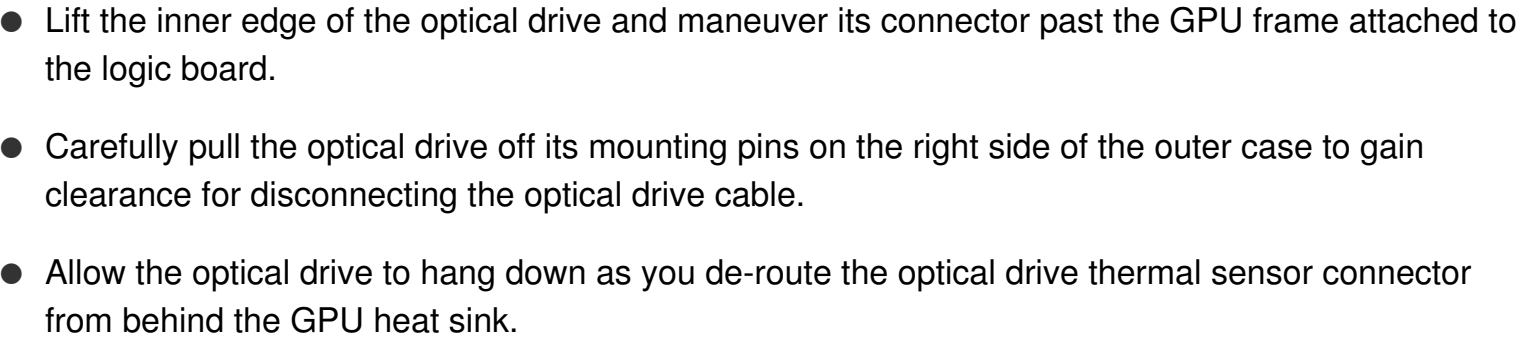 ● Lift the inner edge of the optical drive and maneuver its connector past the GPU frame attached to
the logic board.
● Carefully pull the optical drive off its mounting pins on the right side of the outer case to gain
clearance for disconnecting the optical drive cable.
● Allow the optical drive to hang down as you de-route the optical drive thermal sensor connector
from behind the GPU heat sink.